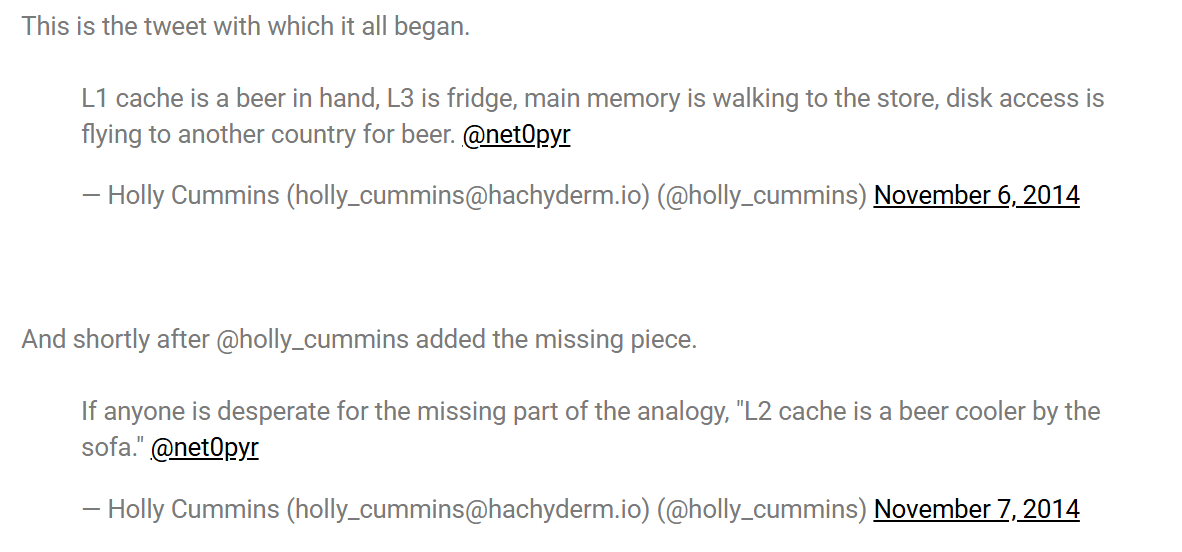 This is the tweet with which it all began.
L1 cache is a beer in hand, L3 is fridge, main memory is walking to the store, disk access is
flying to another country for beer. @net0pyr
— Holly Cummins (holly_cummins@hachyderm.io) (@holly_cummins) November 6, 2014
And shortly after @holly_cummins added the missing piece.
If anyone is desperate for the missing part of the analogy, "L2 cache is a beer cooler by the
sofa." @net0pyr
— Holly Cummins (holly_cummins@hachyderm.io) (@holly_cummins) November 7, 2014